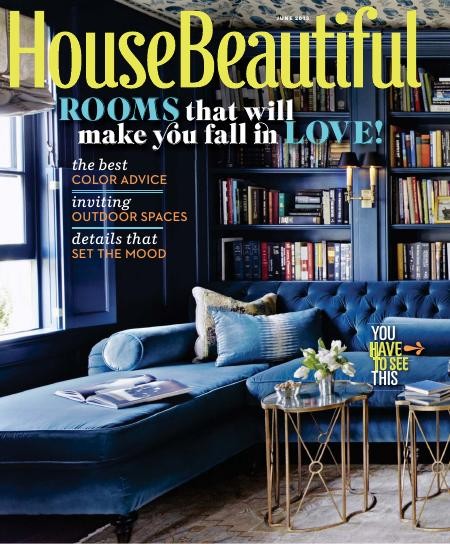 HouseBeautiful
JUNE 2013
ROOMS that will
make you fall in LOVE!
the best
COLOR ADVICE
inviting
OUTDOOR SPACES
details that
SET THE MOOD
YOU
HAVE
TO SEE
THIS